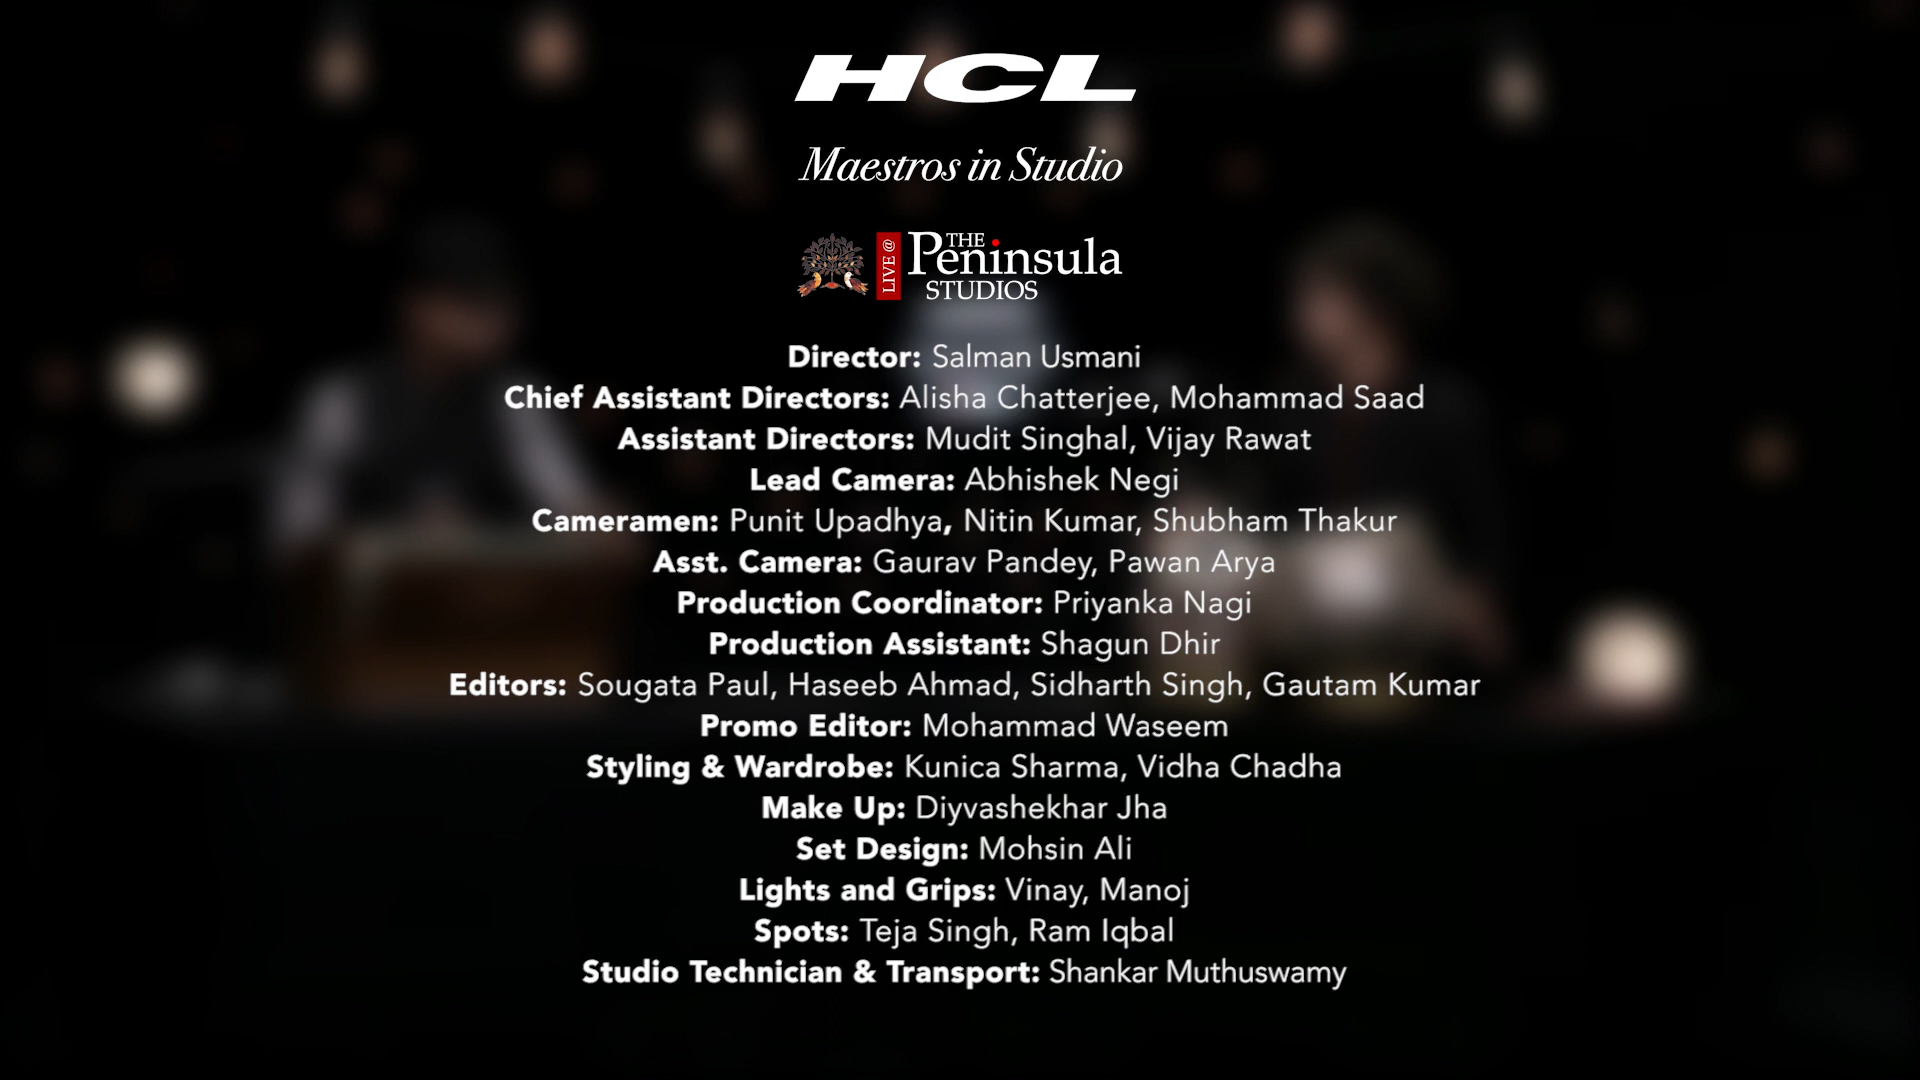 HCL
Maestros in Studio
LIVE @ THE Peninsula STUDIOS
Director: Salman Usmani
Chief Assistant Directors: Alisha Chatterjee, Mohammad Saad
Assistant Directors: Mudit Singhal, Vijay Rawat
Lead Camera: Abhishek Negi
Cameramen: Punit Upadhya, Nitin Kumar, Shubham Thakur
Asst. Camera: Gaurav Pandey, Pawan Arya
Production Coordinator: Priyanka Nagi
Production Assistant: Shagun Dhir
Editors: Sougata Paul, Haseeb Ahmad, Sidharth Singh, Gautam Kumar
Promo Editor: Mohammad Waseem
Styling & Wardrobe: Kunica Sharma, Vidha Chadha
Make Up: Diyvashekhar Jha
Set Design: Mohsin Ali
Lights and Grips: Vinay, Manoj
Spots: Teja Singh, Ram Iqbal
Studio Technician & Transport: Shankar Muthuswamy